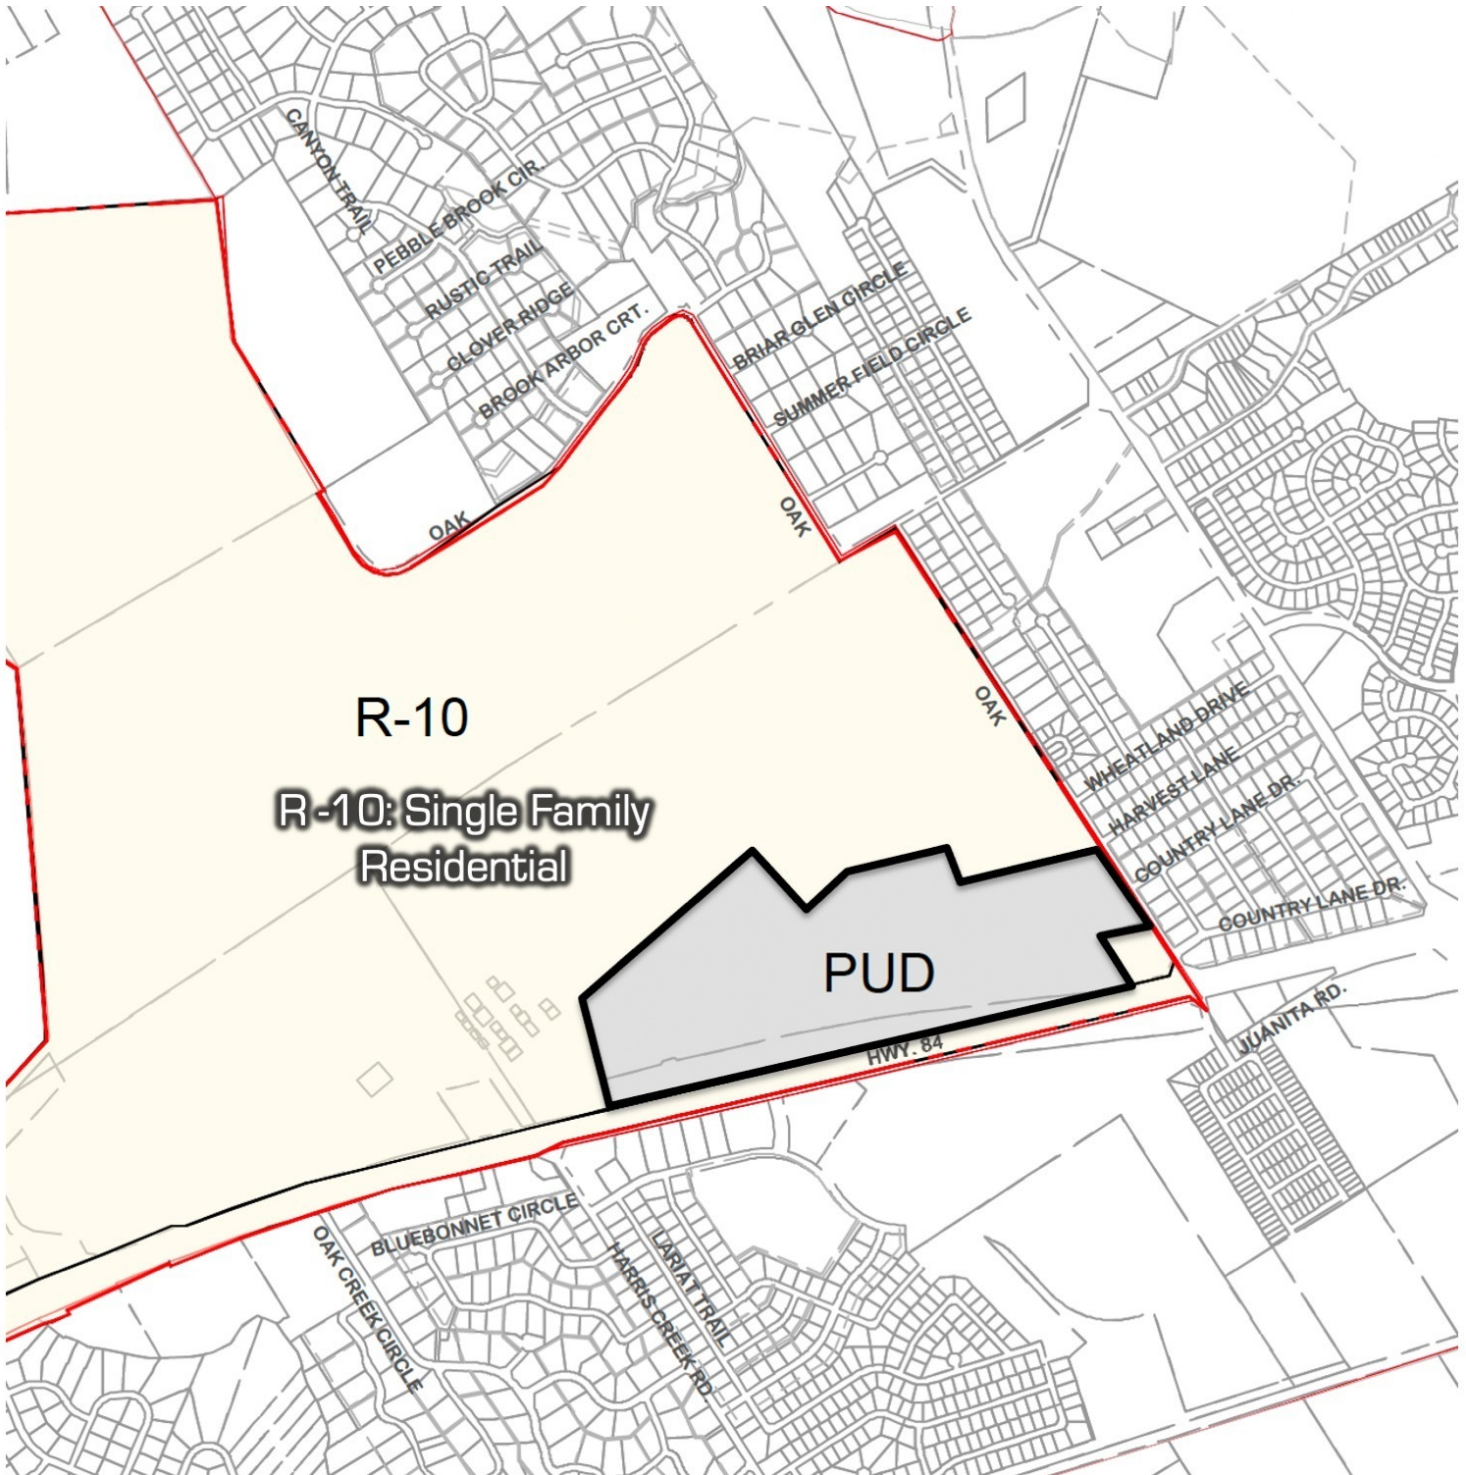 CANYON TRAIL
PEBBLE BROOK CIR.
RUSTIC TRAIL
CLOVER RIDGE
BROOK ARBOR CRT.
BRIAR GLEN CIRCLE
SUMMER FIELD CIRCLE
OAK
OAK
OAK
R-10
R-10: Single Family
Residential
WHEATLAND DRIVE
HARVEST LANE
COUNTRY LANE DR.
COUNTRY LANE DR.
PUD
HWY. 84
JUANITA RD.
BLUEBONNET CIRCLE
OAK CREEK CIRCLE
HARRIS CREEK RD
LARIAT TRAIL